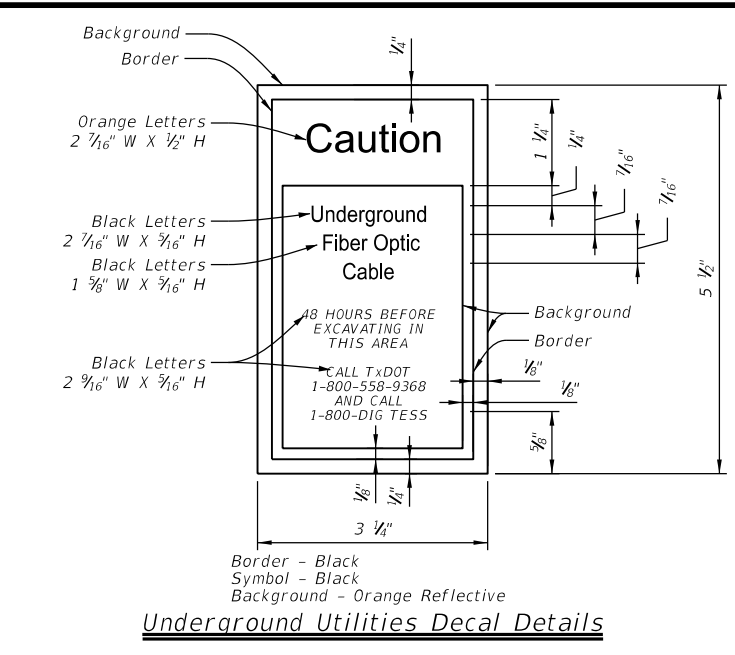 Background
Border
Orange Letters
2 7/16" W X 1/2" H
Black Letters
2 7/16" W X 5/16" H
Black Letters
1 5/8" W X 5/16" H
Black Letters
2 9/16" W X 5/16" H
1/4"
Caution
Underground
Fiber Optic
Cable
48 HOURS BEFORE
EXCAVATING IN
THIS AREA
CALL TxDOT
1-800-558-9368
AND CALL
1-800-DIG TESS
1 1/4"
1/4"
7/16"
7/16"
5 1/2"
Background
Border
1/8"
1/8"
5/8"
1/8"
1/4"
3 1/4"
Border - Black
Symbol - Black
Background - Orange Reflective
Underground Utilities Decal Details